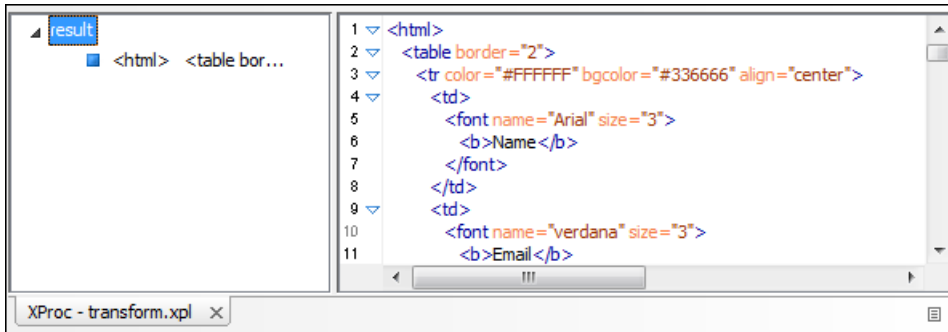 result
<html> <table bor...
1 <html>
2 <table border="2">
3 <tr color="#FFFFFF" bgcolor="#336666" align="center">
4 <td>
5 <font name="Arial" size="3">
6 <b>Name</b>
7 </font>
8 </td>
9 <td>
10 <font name="verdana" size="3">
11 <b>Email</b>
XProc - transform.xpl